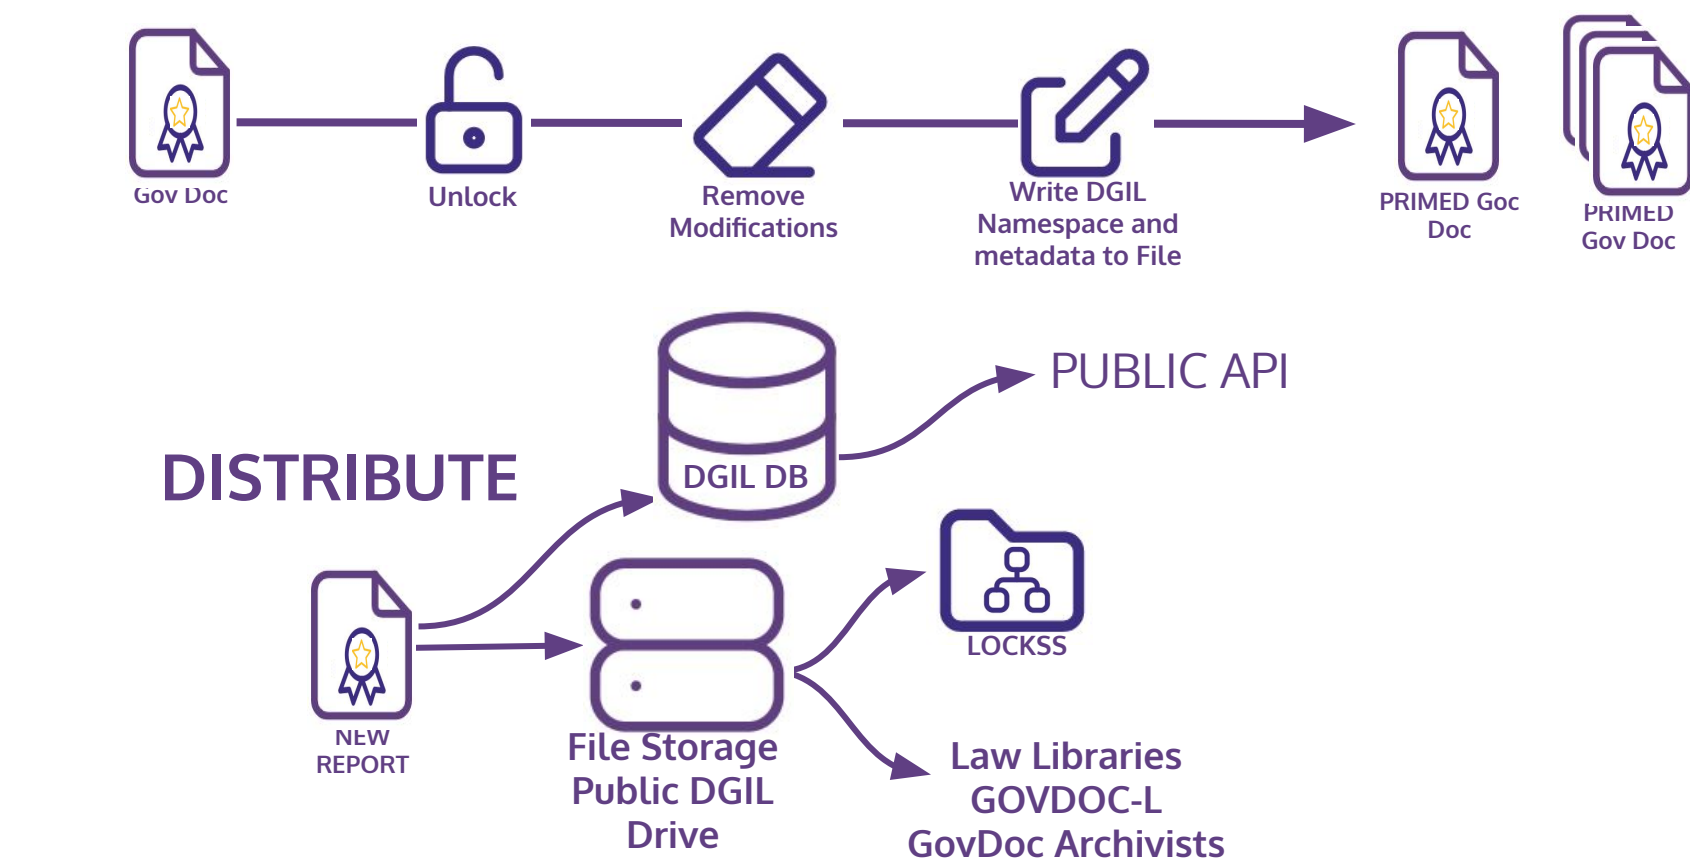 Gov Doc
Unlock
Remove
Modifications
Write DGIL
Namespace and
metadata to File
PRIMED Goc
Doc
PRIMED
Gov Doc
DISTRIBUTE
DGIL DB
PUBLIC API
NEW
REPORT
File Storage
Public DGIL
Drive
LOCKSS
Law Libraries
GOVDOC-L
GovDoc Archivists